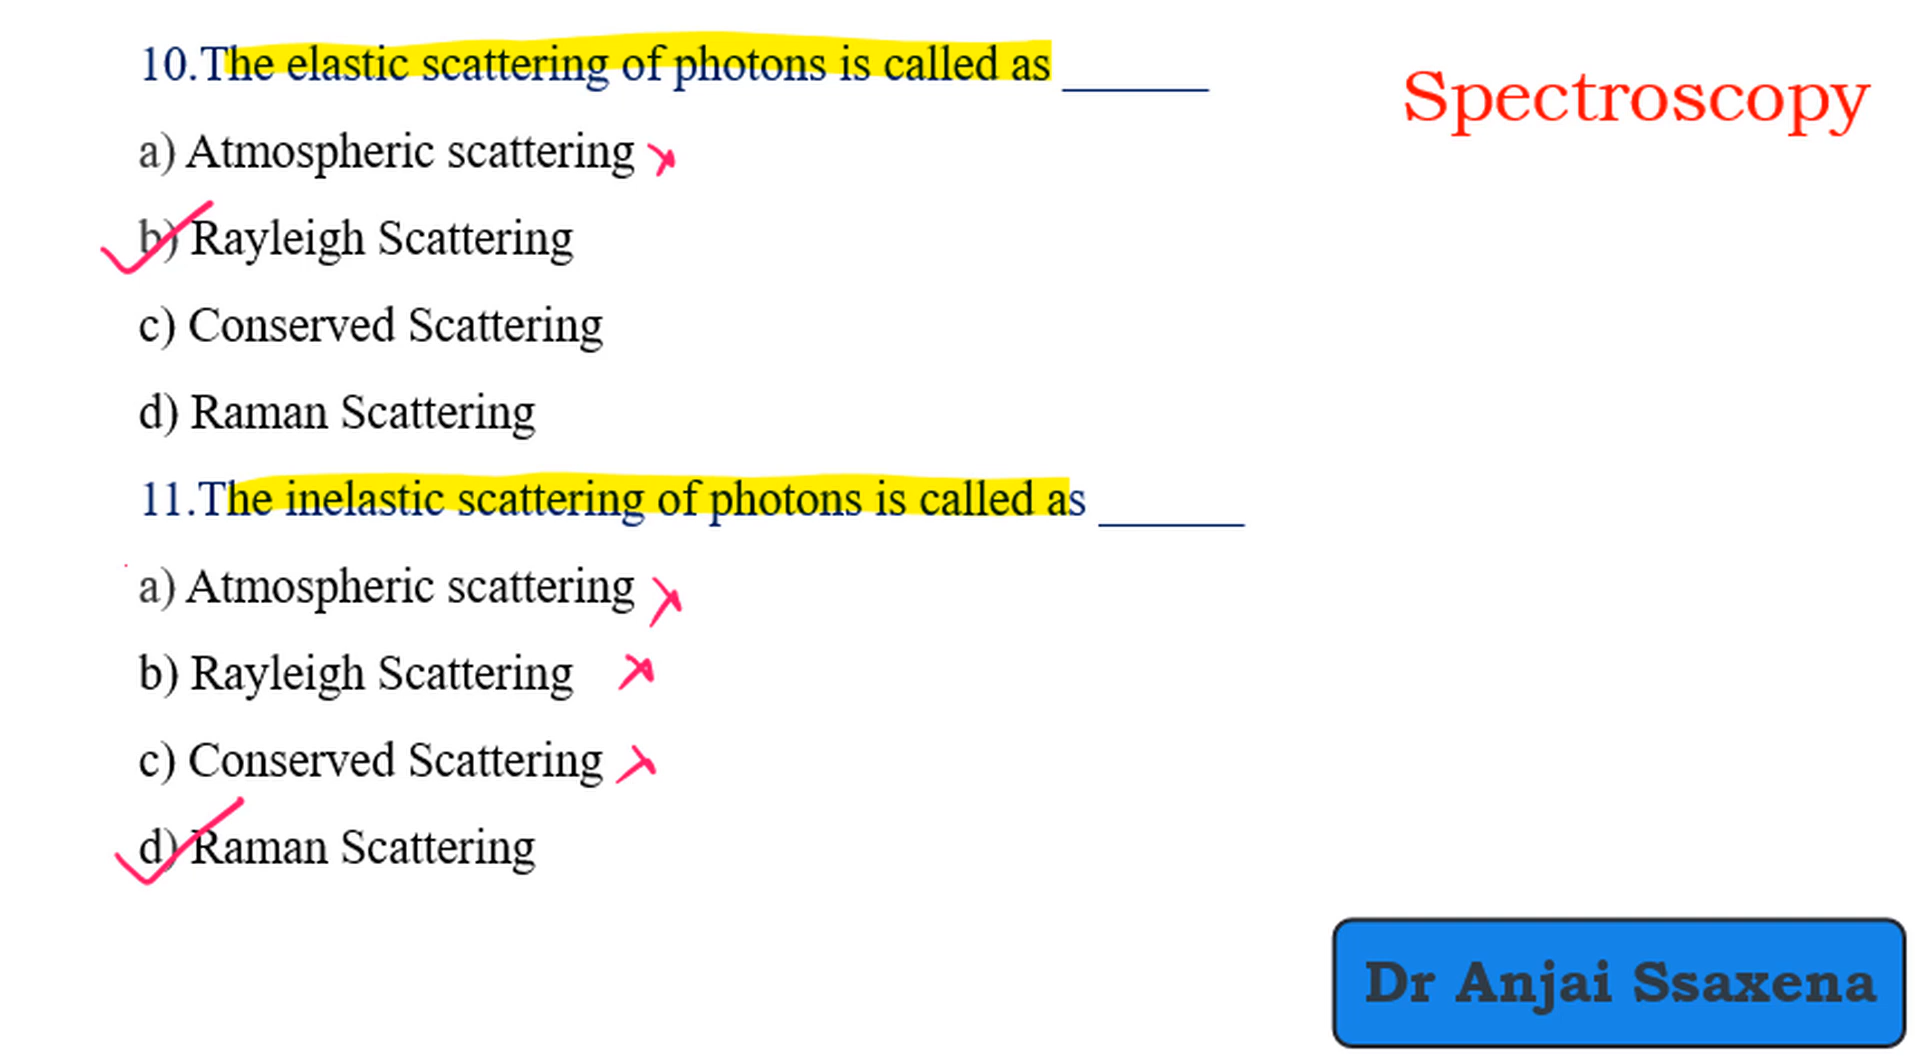 10.The elastic scattering of photons is called as ______
Spectroscopy
a) Atmospheric scattering
b) Rayleigh Scattering
c) Conserved Scattering
d) Raman Scattering
11.The inelastic scattering of photons is called as ______
a) Atmospheric scattering
b) Rayleigh Scattering
c) Conserved Scattering
d) Raman Scattering
Dr Anjai Ssaxena